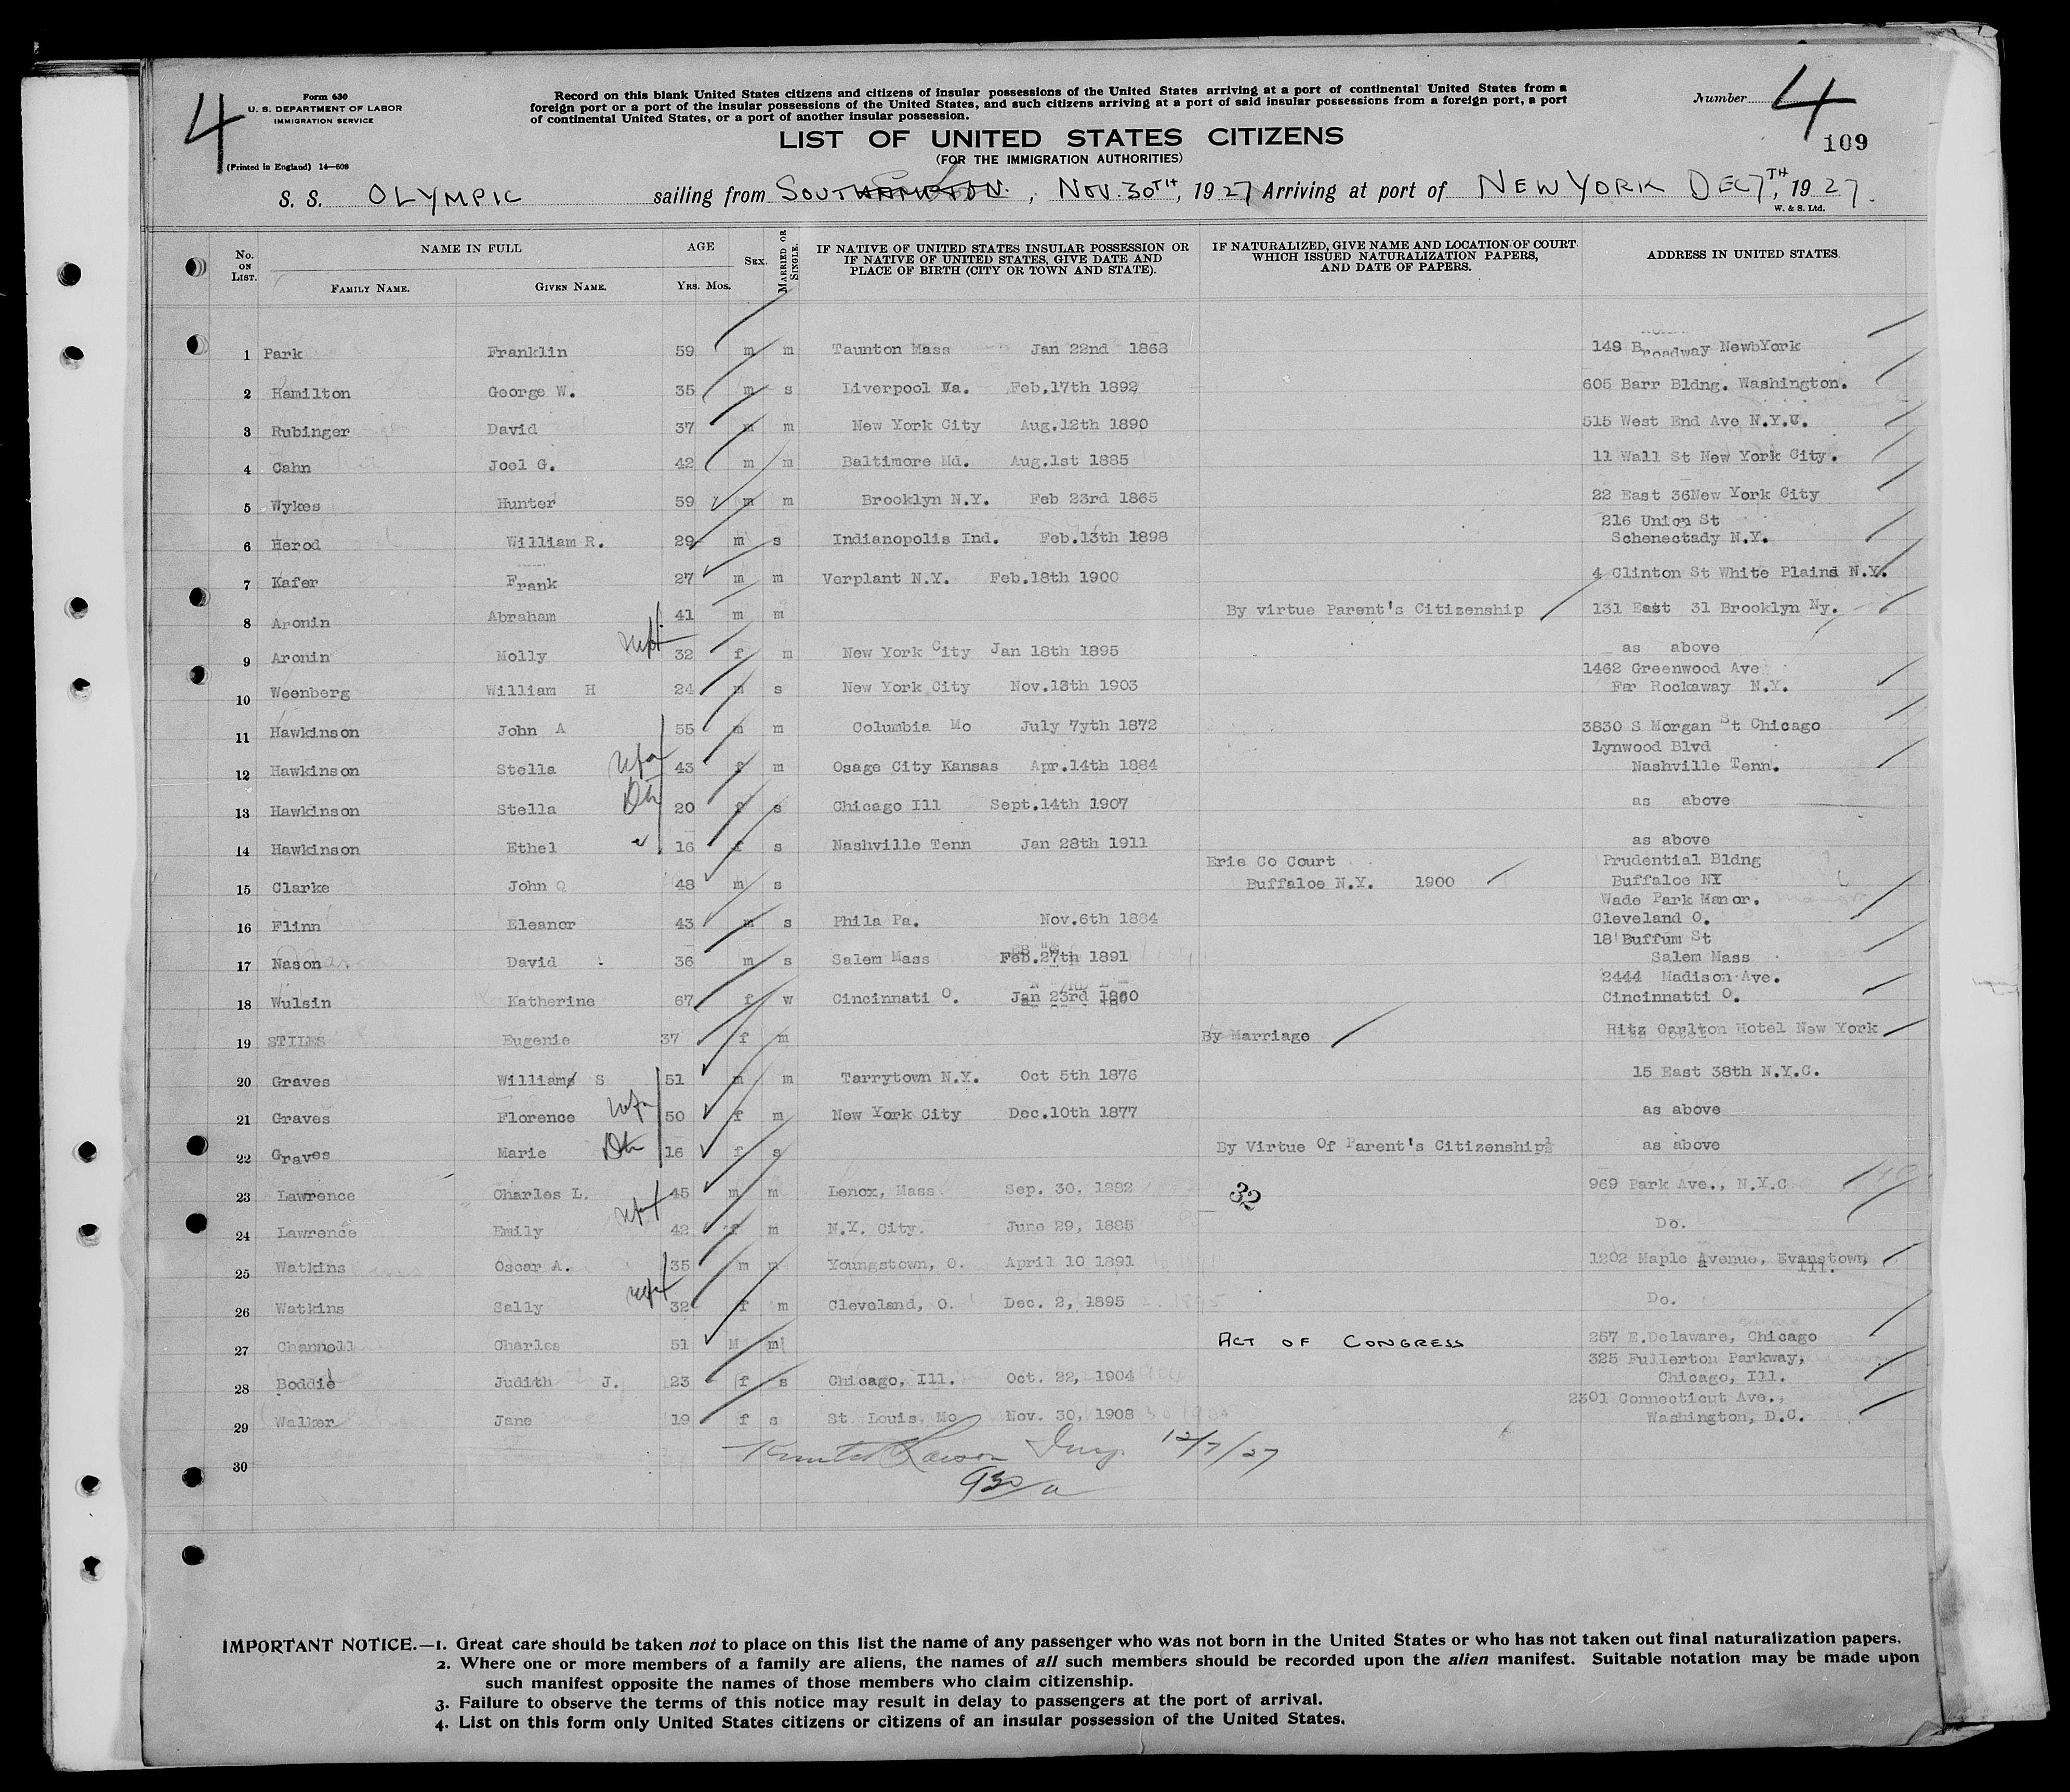 4
Form 630
U. S. DEPARTMENT OF LABOR
IMMIGRATION SERVICE
(Printed in England) 14—608
Record on this blank United States citizens and citizens of insular possessions of the United States arriving at a port of continental United States from a
foreign port or a port of the insular possessions of the United States, and such citizens arriving at a port of said insular possessions from a foreign port, a port
of continental United States, or a port of another insular possession.
Number 4
109
LIST OF UNITED STATES CITIZENS
(FOR THE IMMIGRATION AUTHORITIES)
S. S. OLYMPIC sailing from SOUTHAMPTON, NOV. 30TH, 1927 Arriving at port of NEW YORK DEC 7TH, 1927.
W. & S. Ltd.
No. ON LIST. NAME IN FULL FAMILY NAME. GIVEN NAME. AGE YRS. MOS. SEX. MARRIED OR SINGLE. IF NATIVE OF UNITED STATES INSULAR POSSESSION OR IF NATIVE OF UNITED STATES, GIVE DATE AND PLACE OF BIRTH (CITY OR TOWN AND STATE). IF NATURALIZED, GIVE NAME AND LOCATION OF COURT WHICH ISSUED NATURALIZATION PAPERS, AND DATE OF PAPERS. ADDRESS IN UNITED STATES.
1 Park Franklin 59 m m Taunton Mass Jan 22nd 1868 149 Broadway NewbYork
2 Hamilton George W. 35 m s Liverpool Va. Feb.17th 1892 605 Barr Bldng. Washington.
3 Rubinger David 37 m m New York City Aug.12th 1890 515 West End Ave N.Y.C.
4 Cahn Joel G. 42 m m Baltimore Md. Aug.1st 1885 11 Wall St New York City.
5 Wykes Hunter 59 m m Brooklyn N.Y. Feb 23rd 1865 22 East 36New York City
6 Herod William R. 29 m s Indianopolis Ind. Feb.13th 1898 216 Union St
Schenectady N.Y.
7 Kafer Frank 27 m m Verplant N.Y. Feb.18th 1900 4 Clinton St White Plains N.Y.
8 Aronin Abraham 41 m m By virtue Parent's Citizenship 131 East 31 Brooklyn Ny.
9 Aronin Molly 32 f m New York City Jan 18th 1895 as above
10 Weenberg William H 24 m s New York City Nov.13th 1903 1462 Greenwood Ave
Far Rockaway N.Y.
11 Hawkinson John A 55 m m Columbia Mo July 7yth 1872 3830 S Morgan St Chicago
12 Hawkinson Stella 43 f m Osage City Kansas Apr.14th 1884 Lynwood Blvd
Nashville Tenn.
13 Hawkinson Stella 20 f s Chicago Ill Sept.14th 1907 as above
14 Hawkinson Ethel 16 f s Nashville Tenn Jan 28th 1911 as above
15 Clarke John Q 48 m s Erie Co Court
Buffaloe N.Y. 1900 Prudential Bldng
Buffaloe NY
16 Flinn Eleanor 43 m s Phila Pa. Nov.6th 1884 Wade Park Manor.
Cleveland O.
17 Nason David 36 m s Salem Mass Feb.27th 1891 18 Buffum St
Salem Mass
18 Wulsin Katherine 67 f w Cincinnati O. Jan 23rd 1860 2444 Madison Ave.
Cincinnatti O.
19 STILES Eugenie 37 f m By Marriage Ritz Carlton Hotel New York
20 Graves Williams S 51 m m Tarrytown N.Y. Oct 5th 1876 15 East 38th N.Y.C.
21 Graves Florence 50 f m New York City Dec.10th 1877 as above
22 Graves Marie 16 f s By Virtue Of Parent's Citizenship as above
23 Lawrence Charles L. 45 m m Lenox, Mass. Sep. 30, 1882 32 969 Park Ave., N.Y.C
24 Lawrence Emily 42 f m N.Y. City. June 29, 1885 Do.
25 Watkins Oscar A. 35 m m Youngstown, O. April 10 1891 1202 Maple Avenue, Evanstown,
Ill.
26 Watkins Sally 32 f m Cleveland, O. Dec. 2, 1895 Do.
27 Channell Charles 51 M m ACT OF CONGRESS 257 E.Delaware, Chicago
28 Boddie Judith J. 23 f s Chicago, Ill. Oct. 22, 1904 325 Fullerton Parkway,
Chicago, Ill.
29 Walker Jane 19 f s St. Louis, Mo Nov. 30, 1908 2301 Connecticut Ave.,
Washington, D.C.
30
Insp. 12/7/27
930 a
IMPORTANT NOTICE.—1. Great care should be taken not to place on this list the name of any passenger who was not born in the United States or who has not taken out final naturalization papers.
2. Where one or more members of a family are aliens, the names of all such members should be recorded upon the alien manifest. Suitable notation may be made upon
such manifest opposite the names of those members who claim citizenship.
3. Failure to observe the terms of this notice may result in delay to passengers at the port of arrival.
4. List on this form only United States citizens or citizens of an insular possession of the United States.